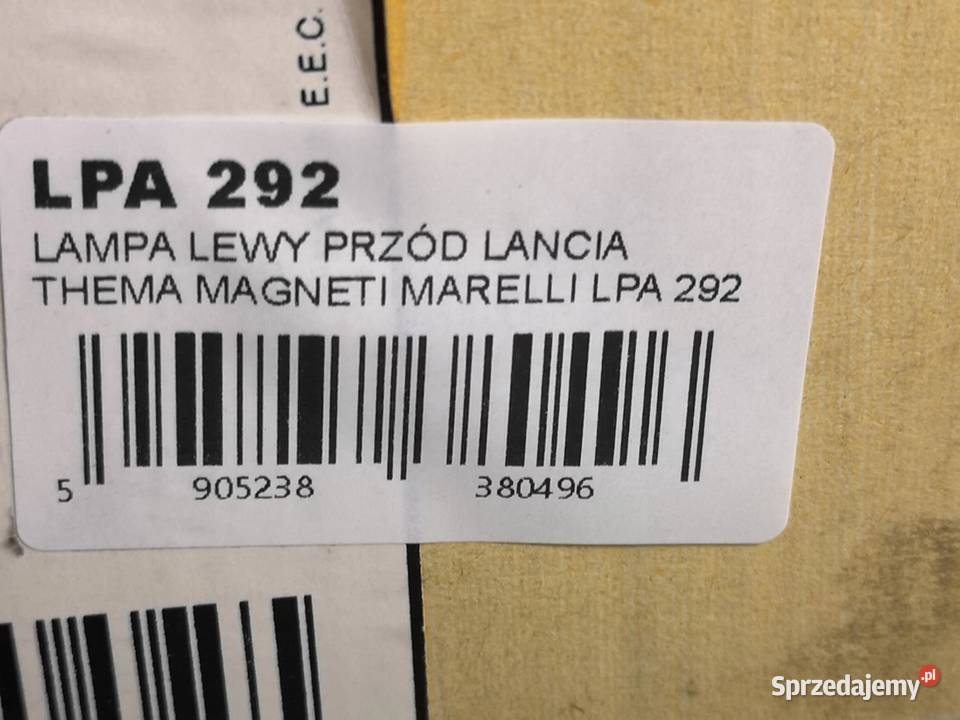 E.E.C.
LPA 292
LAMPA LEWY PRZÓD LANCIA
THEMA MAGNETI MARELLI LPA 292
5 905238 380496
Sprzedajemy.pl